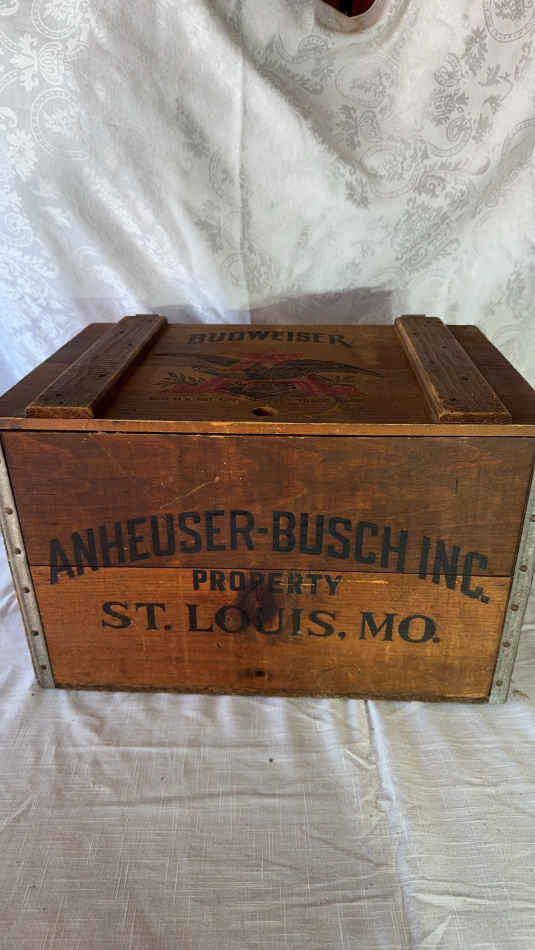 BUDWEISER
ANHEUSER-BUSCH INC.
PROPERTY
ST. LOUIS, MO.